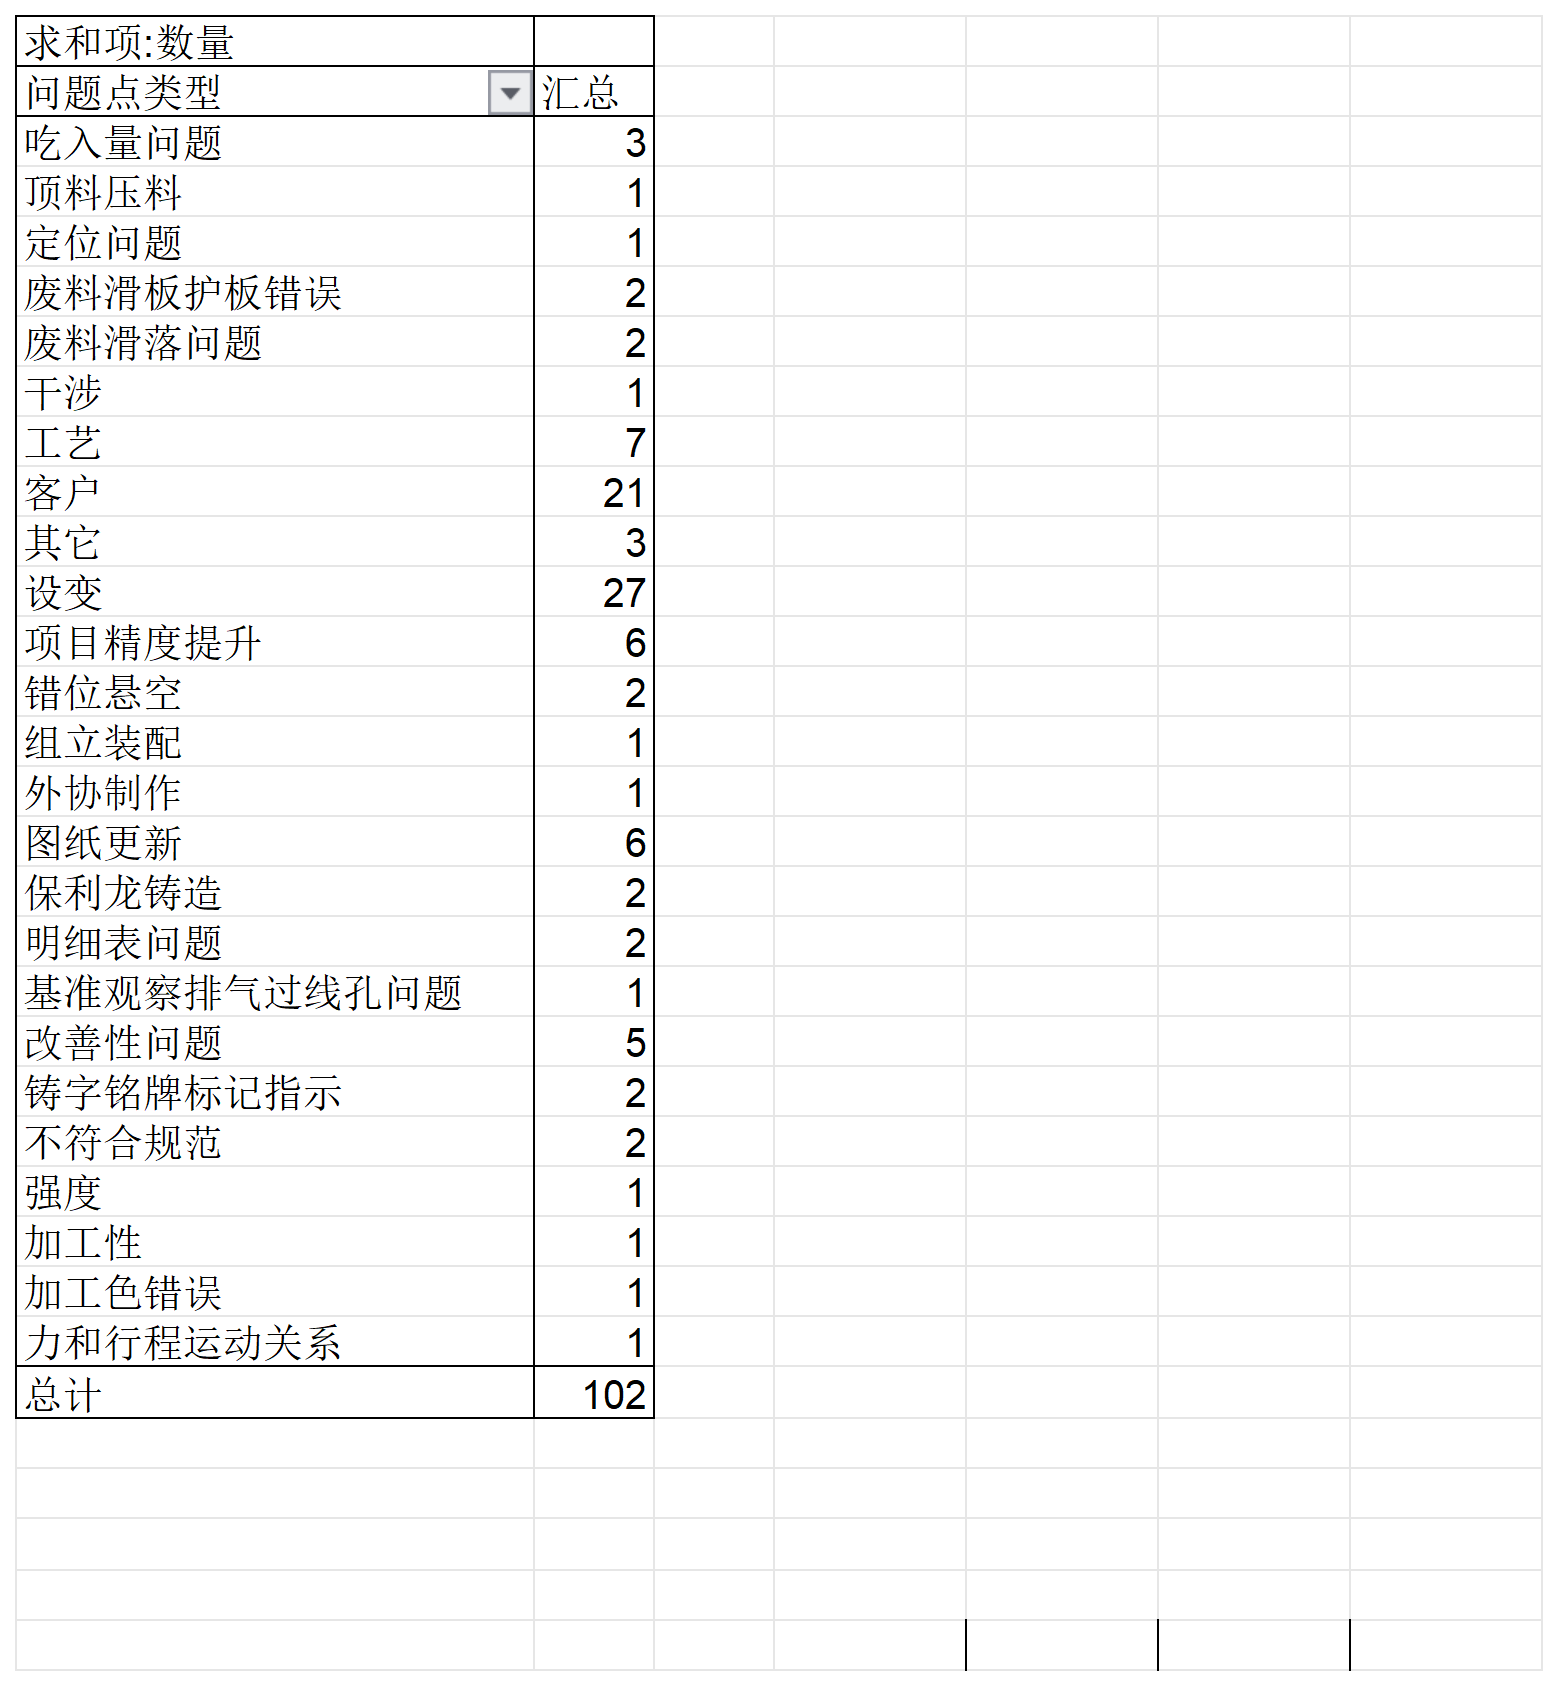 求和项:数量
问题点类型 汇总
吃入量问题 3
顶料压料 1
定位问题 1
废料滑板护板错误 2
废料滑落问题 2
干涉 1
工艺 7
客户 21
其它 3
设变 27
项目精度提升 6
错位悬空 2
组立装配 1
外协制作 1
图纸更新 6
保利龙铸造 2
明细表问题 2
基准观察排气过线孔问题 1
改善性问题 5
铸字铭牌标记指示 2
不符合规范 2
强度 1
加工性 1
加工色错误 1
力和行程运动关系 1
总计 102